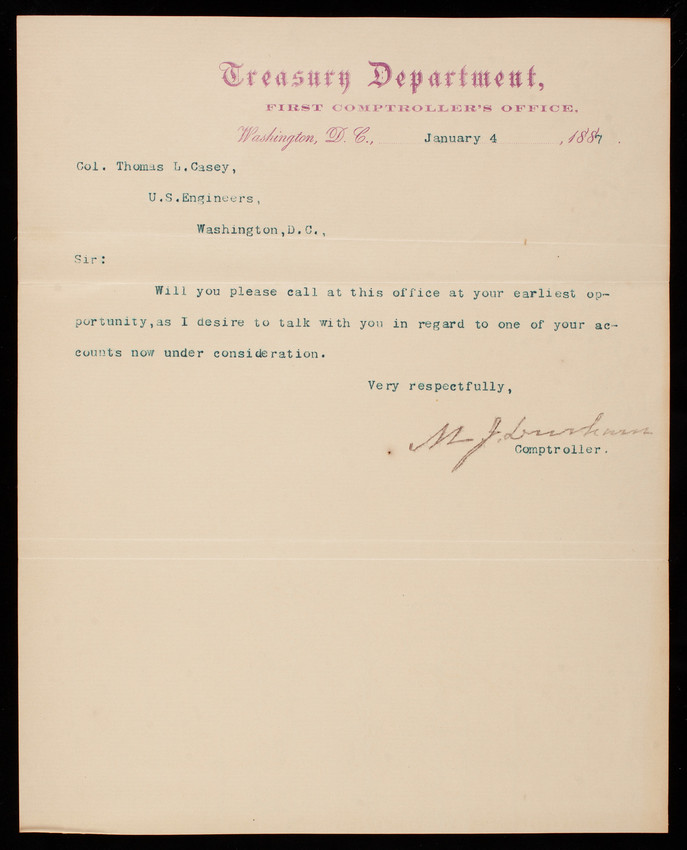 Treasury Department,
FIRST COMPTROLLER'S OFFICE,
Washington, D. C., January 4, 1887.
Col. Thomas L. Casey,
U.S.Engineers,
Washington,D.C.,
Sir:
Will you please call at this office at your earliest op-
portunity,as I desire to talk with you in regard to one of your ac-
counts now under consideration.
Very respectfully,
M. J. Durham
Comptroller.